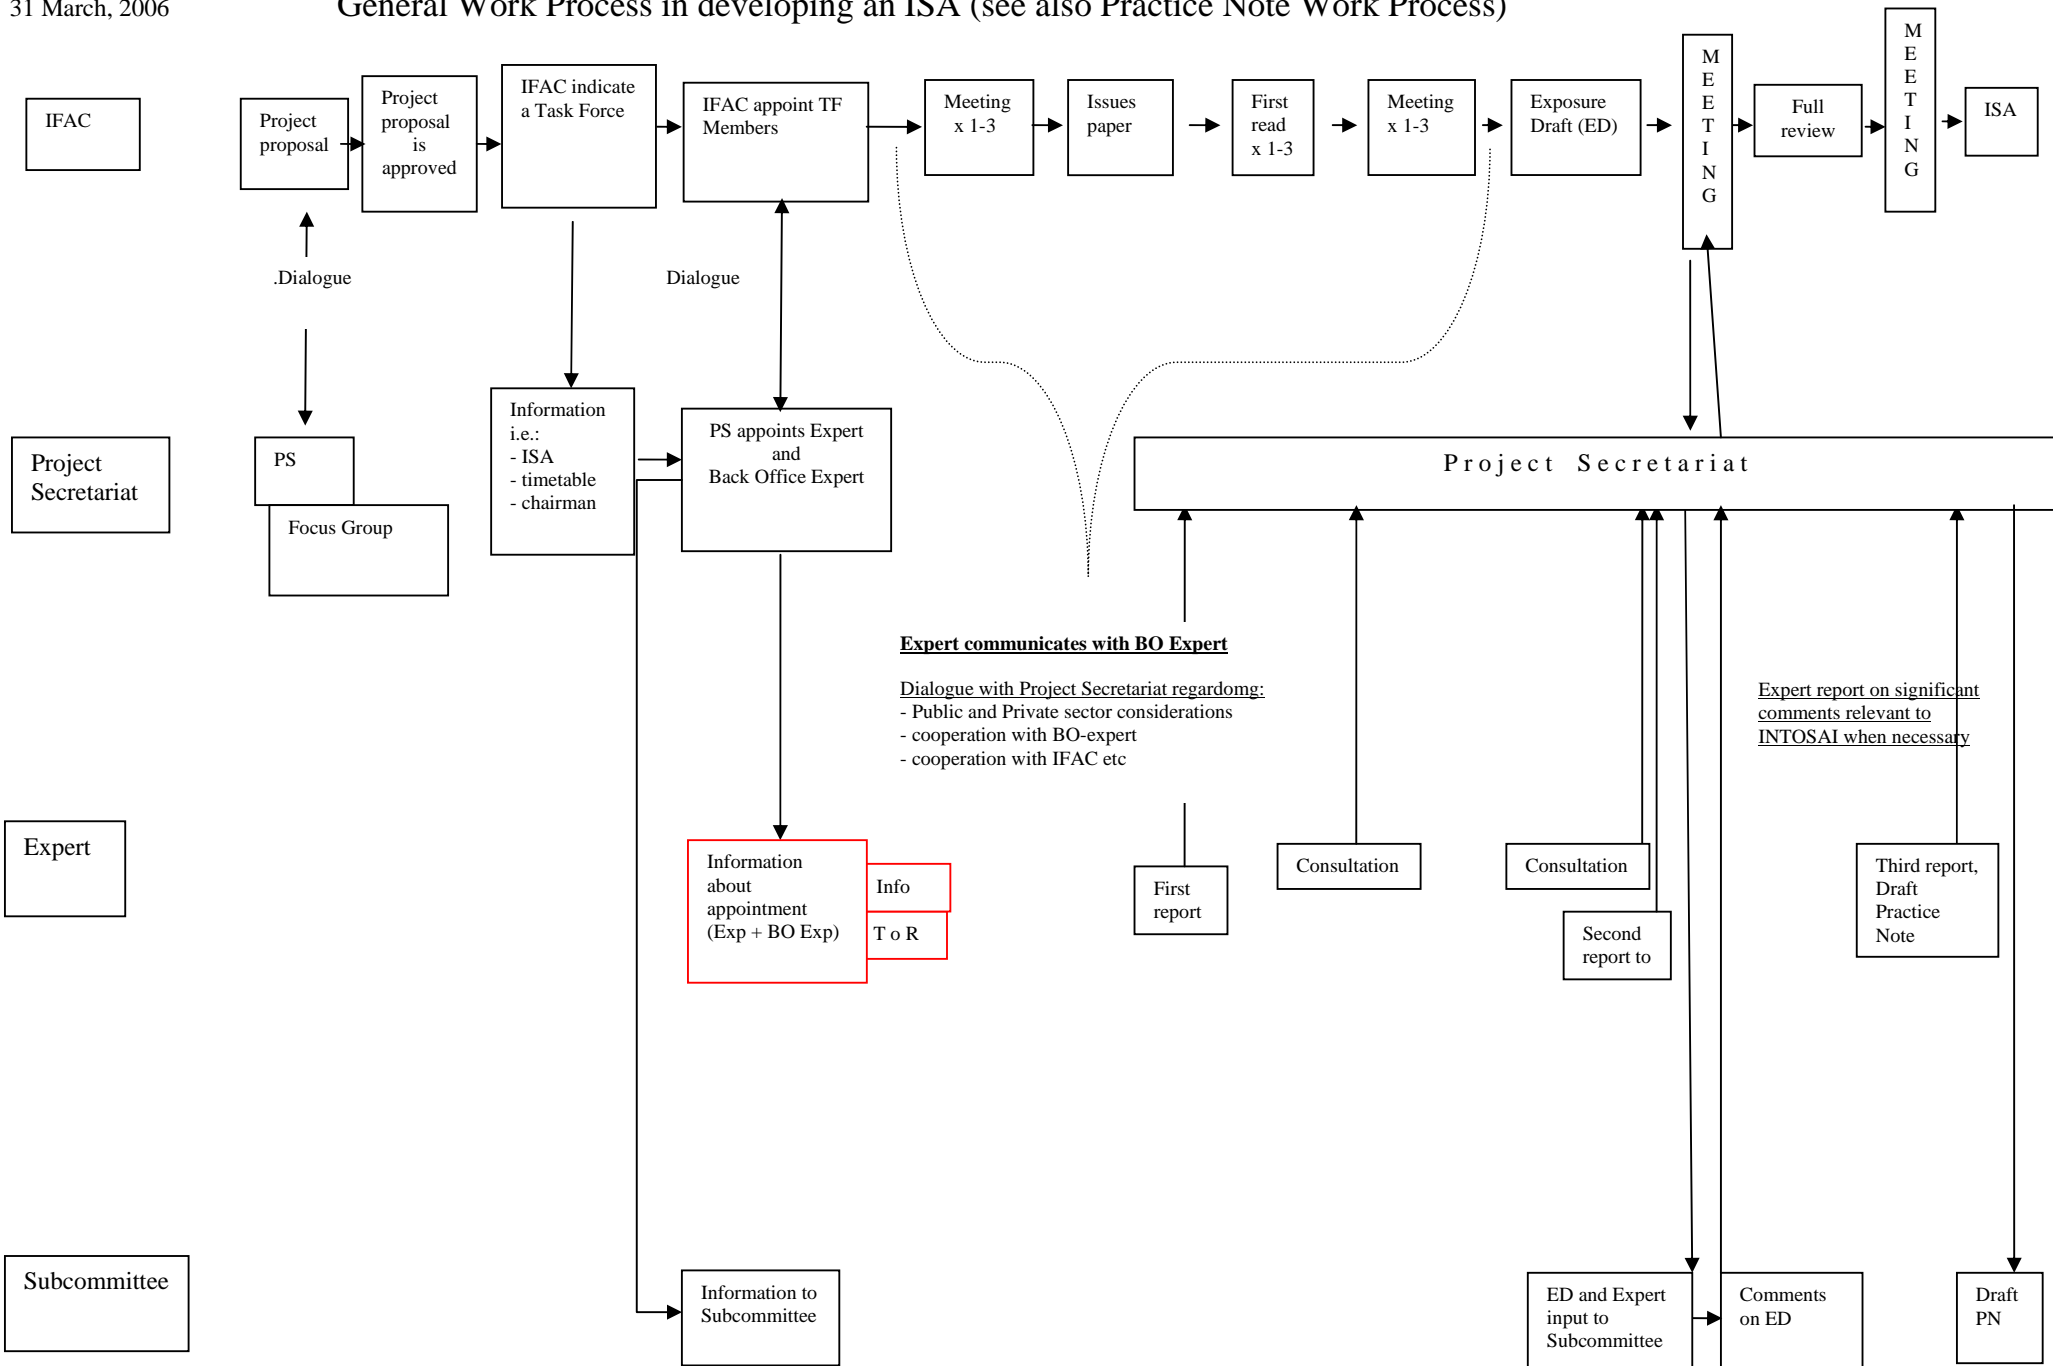 31 March, 2006
General Work Process in developing an ISA (see also Practice Note Work Process)
IFAC
Project
proposal
Project
proposal
is
approved
IFAC indicate
a Task Force
IFAC appoint TF
Members
Meeting
x 1-3
Issues
paper
First
read
x 1-3
Meeting
x 1-3
Exposure
Draft (ED)
M
E
E
T
I
N
G
Full
review
M
E
E
T
I
N
G
ISA
.Dialogue
Dialogue
Project
Secretariat
PS
Focus Group
Information
i.e.:
- ISA
- timetable
- chairman
PS appoints Expert
and
Back Office Expert
P r o j e c t   S e c r e t a r i a t
Expert communicates with BO Expert
Dialogue with Project Secretariat regardomg:
- Public and Private sector considerations
- cooperation with BO-expert
- cooperation with IFAC etc
Expert report on significant
comments relevant to
INTOSAI when necessary
Expert
Information
about
appointment
(Exp + BO Exp)
Info
T o R
First
report
Consultation
Consultation
Second
report to
Third report,
Draft
Practice
Note
Subcommittee
Information to
Subcommittee
ED and Expert
input to
Subcommittee
Comments
on ED
Draft
PN